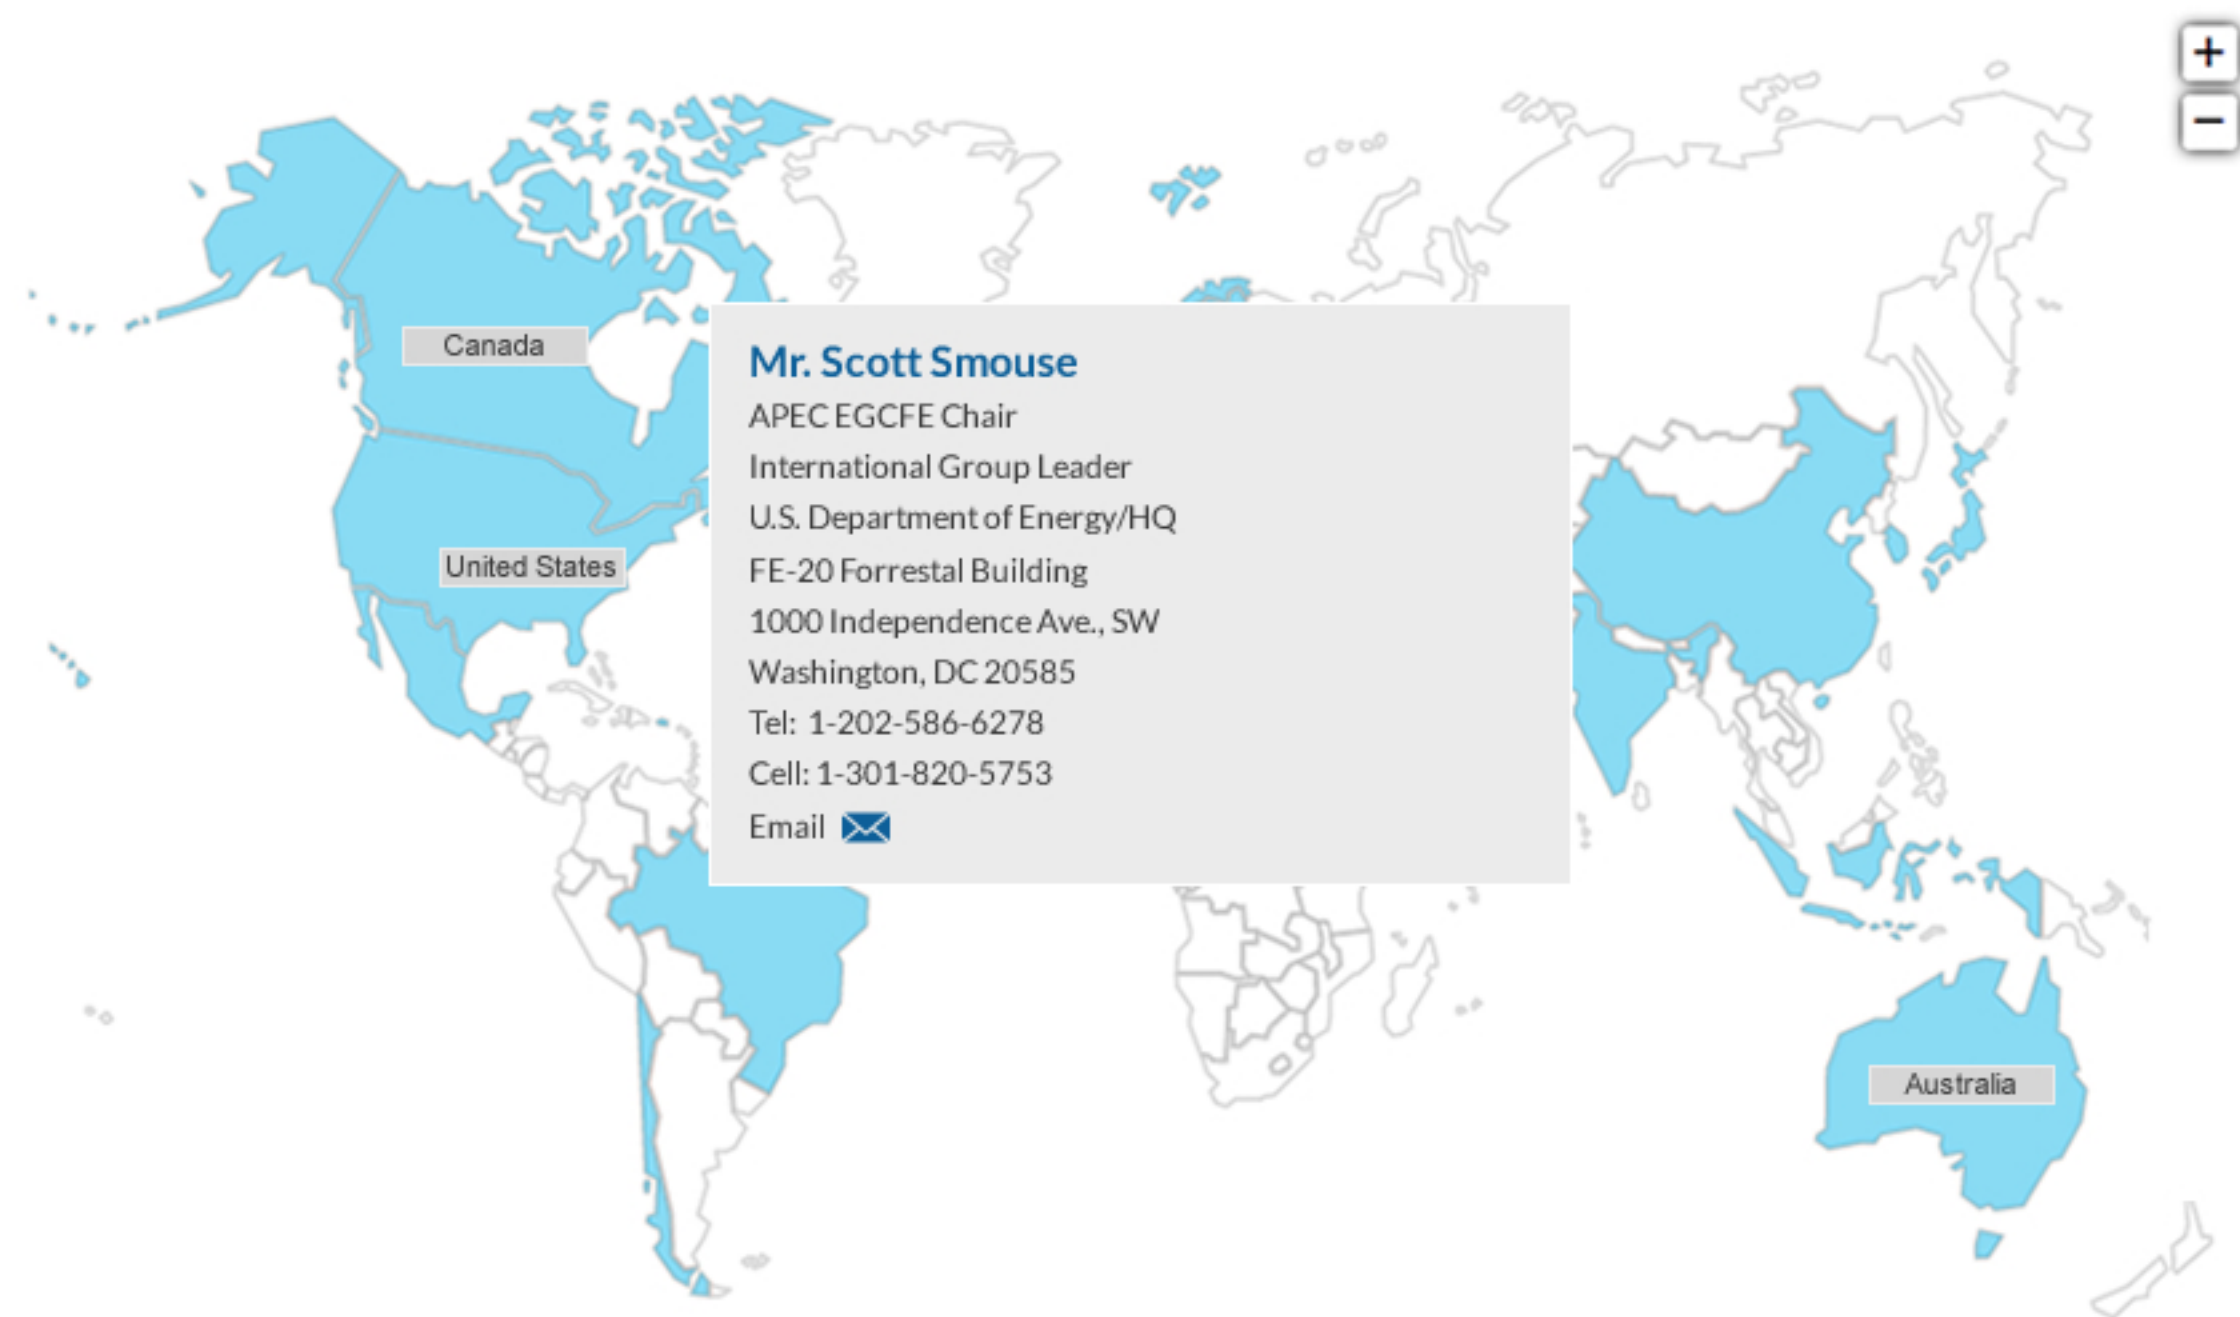 +
−
Canada
Mr. Scott Smouse
APEC EGCFE Chair
International Group Leader
U.S. Department of Energy/HQ
FE-20 Forrestal Building
1000 Independence Ave., SW
Washington, DC 20585
Tel: 1-202-586-6278
Cell: 1-301-820-5753
Email
United States
Australia